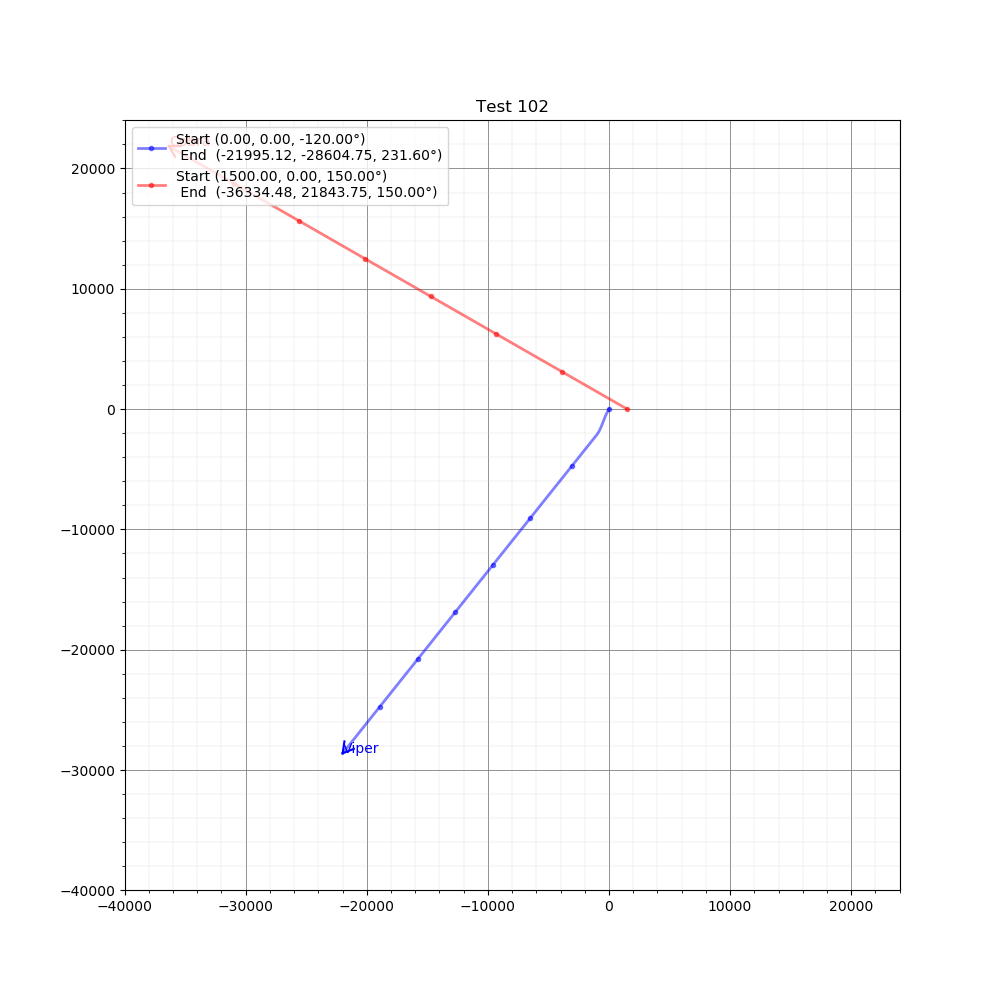 Test 102
Start (0.00, 0.00, -120.00°)
End (-21995.12, -28604.75, 231.60°)
Start (1500.00, 0.00, 150.00°)
End (-36334.48, 21843.75, 150.00°)
20000
10000
0
−10000
−20000
Viper
−30000
−40000
−40000 −30000 −20000 −10000 0 10000 20000